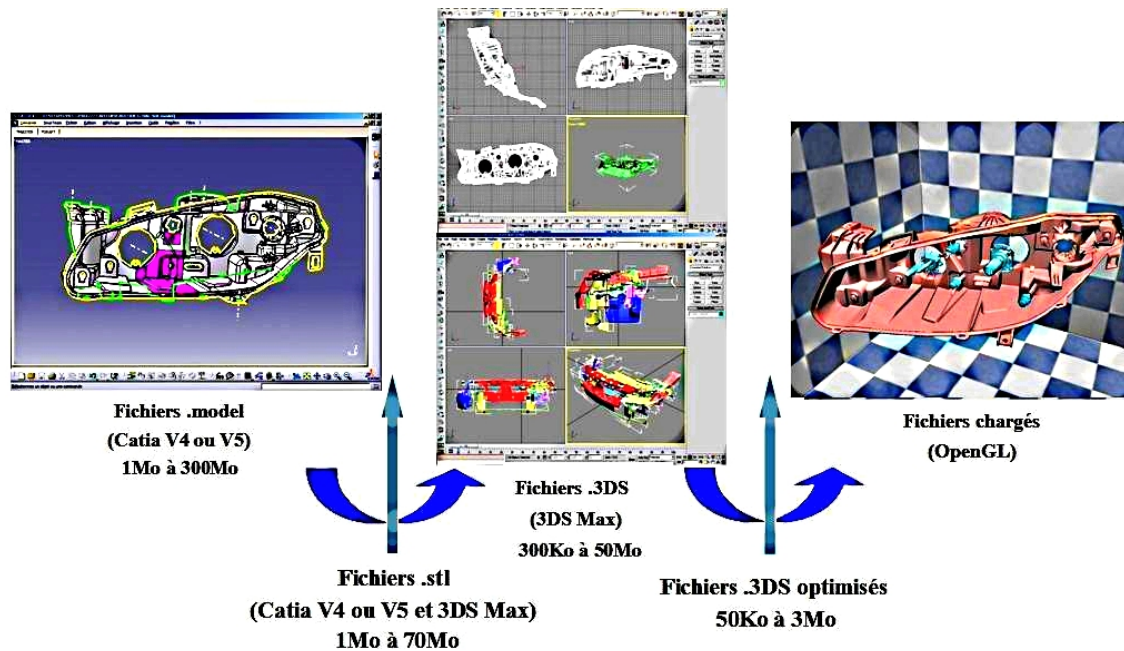 Fichiers .model
(Catia V4 ou V5)
1Mo à 300Mo
Fichiers .stl
(Catia V4 ou V5 et 3DS Max)
1Mo à 70Mo
Fichiers .3DS
(3DS Max)
300Ko à 50Mo
Fichiers .3DS optimisés
50Ko à 3Mo
Fichiers chargés
(OpenGL)